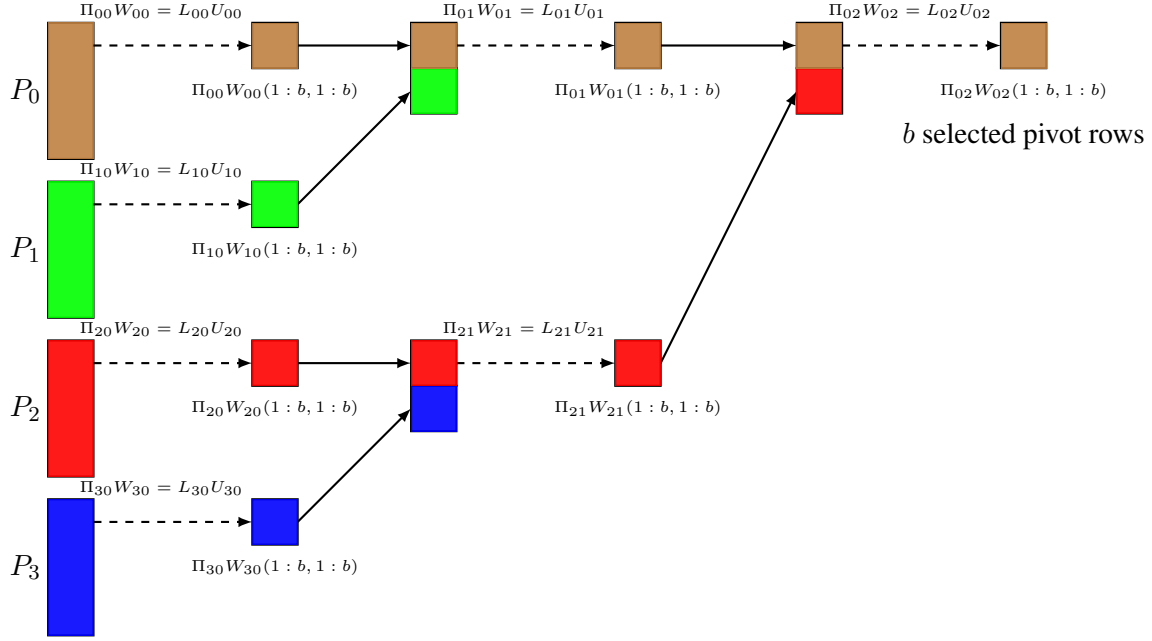 Π₀₀W₀₀ = L₀₀U₀₀
Π₀₁W₀₁ = L₀₁U₀₁
Π₀₂W₀₂ = L₀₂U₀₂
P₀
Π₀₀W₀₀(1 : b, 1 : b)
Π₀₁W₀₁(1 : b, 1 : b)
Π₀₂W₀₂(1 : b, 1 : b)
b selected pivot rows
Π₁₀W₁₀ = L₁₀U₁₀
P₁
Π₁₀W₁₀(1 : b, 1 : b)
Π₂₀W₂₀ = L₂₀U₂₀
Π₂₁W₂₁ = L₂₁U₂₁
P₂
Π₂₀W₂₀(1 : b, 1 : b)
Π₂₁W₂₁(1 : b, 1 : b)
Π₃₀W₃₀ = L₃₀U₃₀
P₃
Π₃₀W₃₀(1 : b, 1 : b)